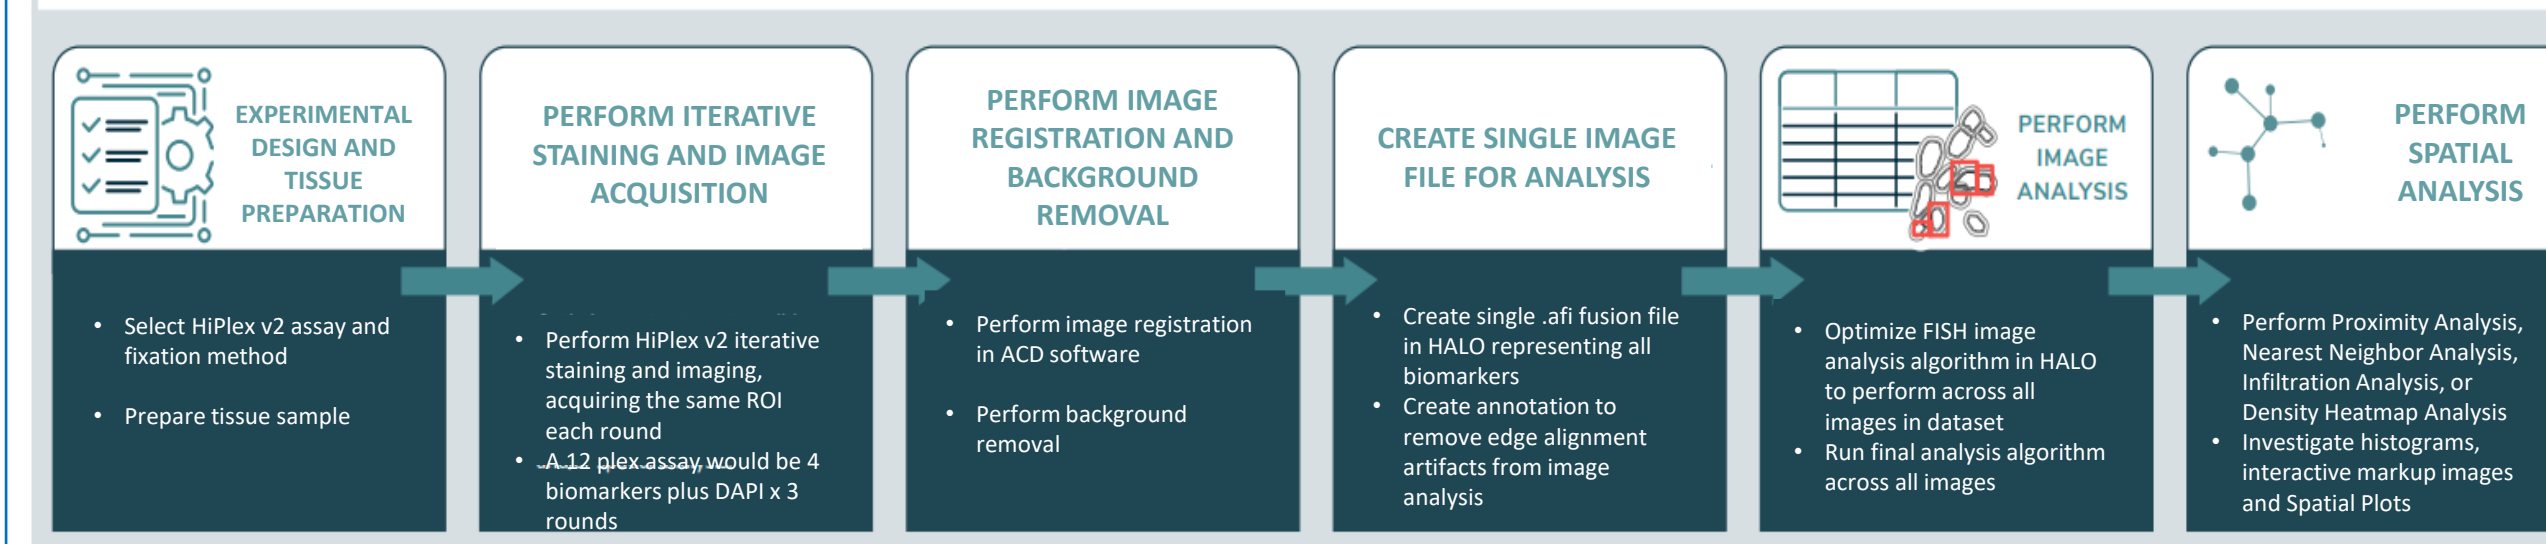 EXPERIMENTAL
DESIGN AND
TISSUE
PREPARATION
• Select HiPlex v2 assay and
fixation method
• Prepare tissue sample
PERFORM ITERATIVE
STAINING AND IMAGE
ACQUISITION
• Perform HiPlex v2 iterative
staining and imaging,
acquiring the same ROI
each round
• A 12 plex assay would be 4
biomarkers plus DAPI x 3
rounds
PERFORM IMAGE
REGISTRATION AND
BACKGROUND
REMOVAL
• Perform image registration
in ACD software
• Perform background
removal
CREATE SINGLE IMAGE
FILE FOR ANALYSIS
• Create single .afi fusion file
in HALO representing all
biomarkers
• Create annotation to
remove edge alignment
artifacts from image
analysis
PERFORM
IMAGE
ANALYSIS
• Optimize FISH image
analysis algorithm in HALO
to perform across all
images in dataset
• Run final analysis algorithm
across all images
PERFORM
SPATIAL
ANALYSIS
• Perform Proximity Analysis,
Nearest Neighbor Analysis,
Infiltration Analysis, or
Density Heatmap Analysis
• Investigate histograms,
interactive markup images
and Spatial Plots